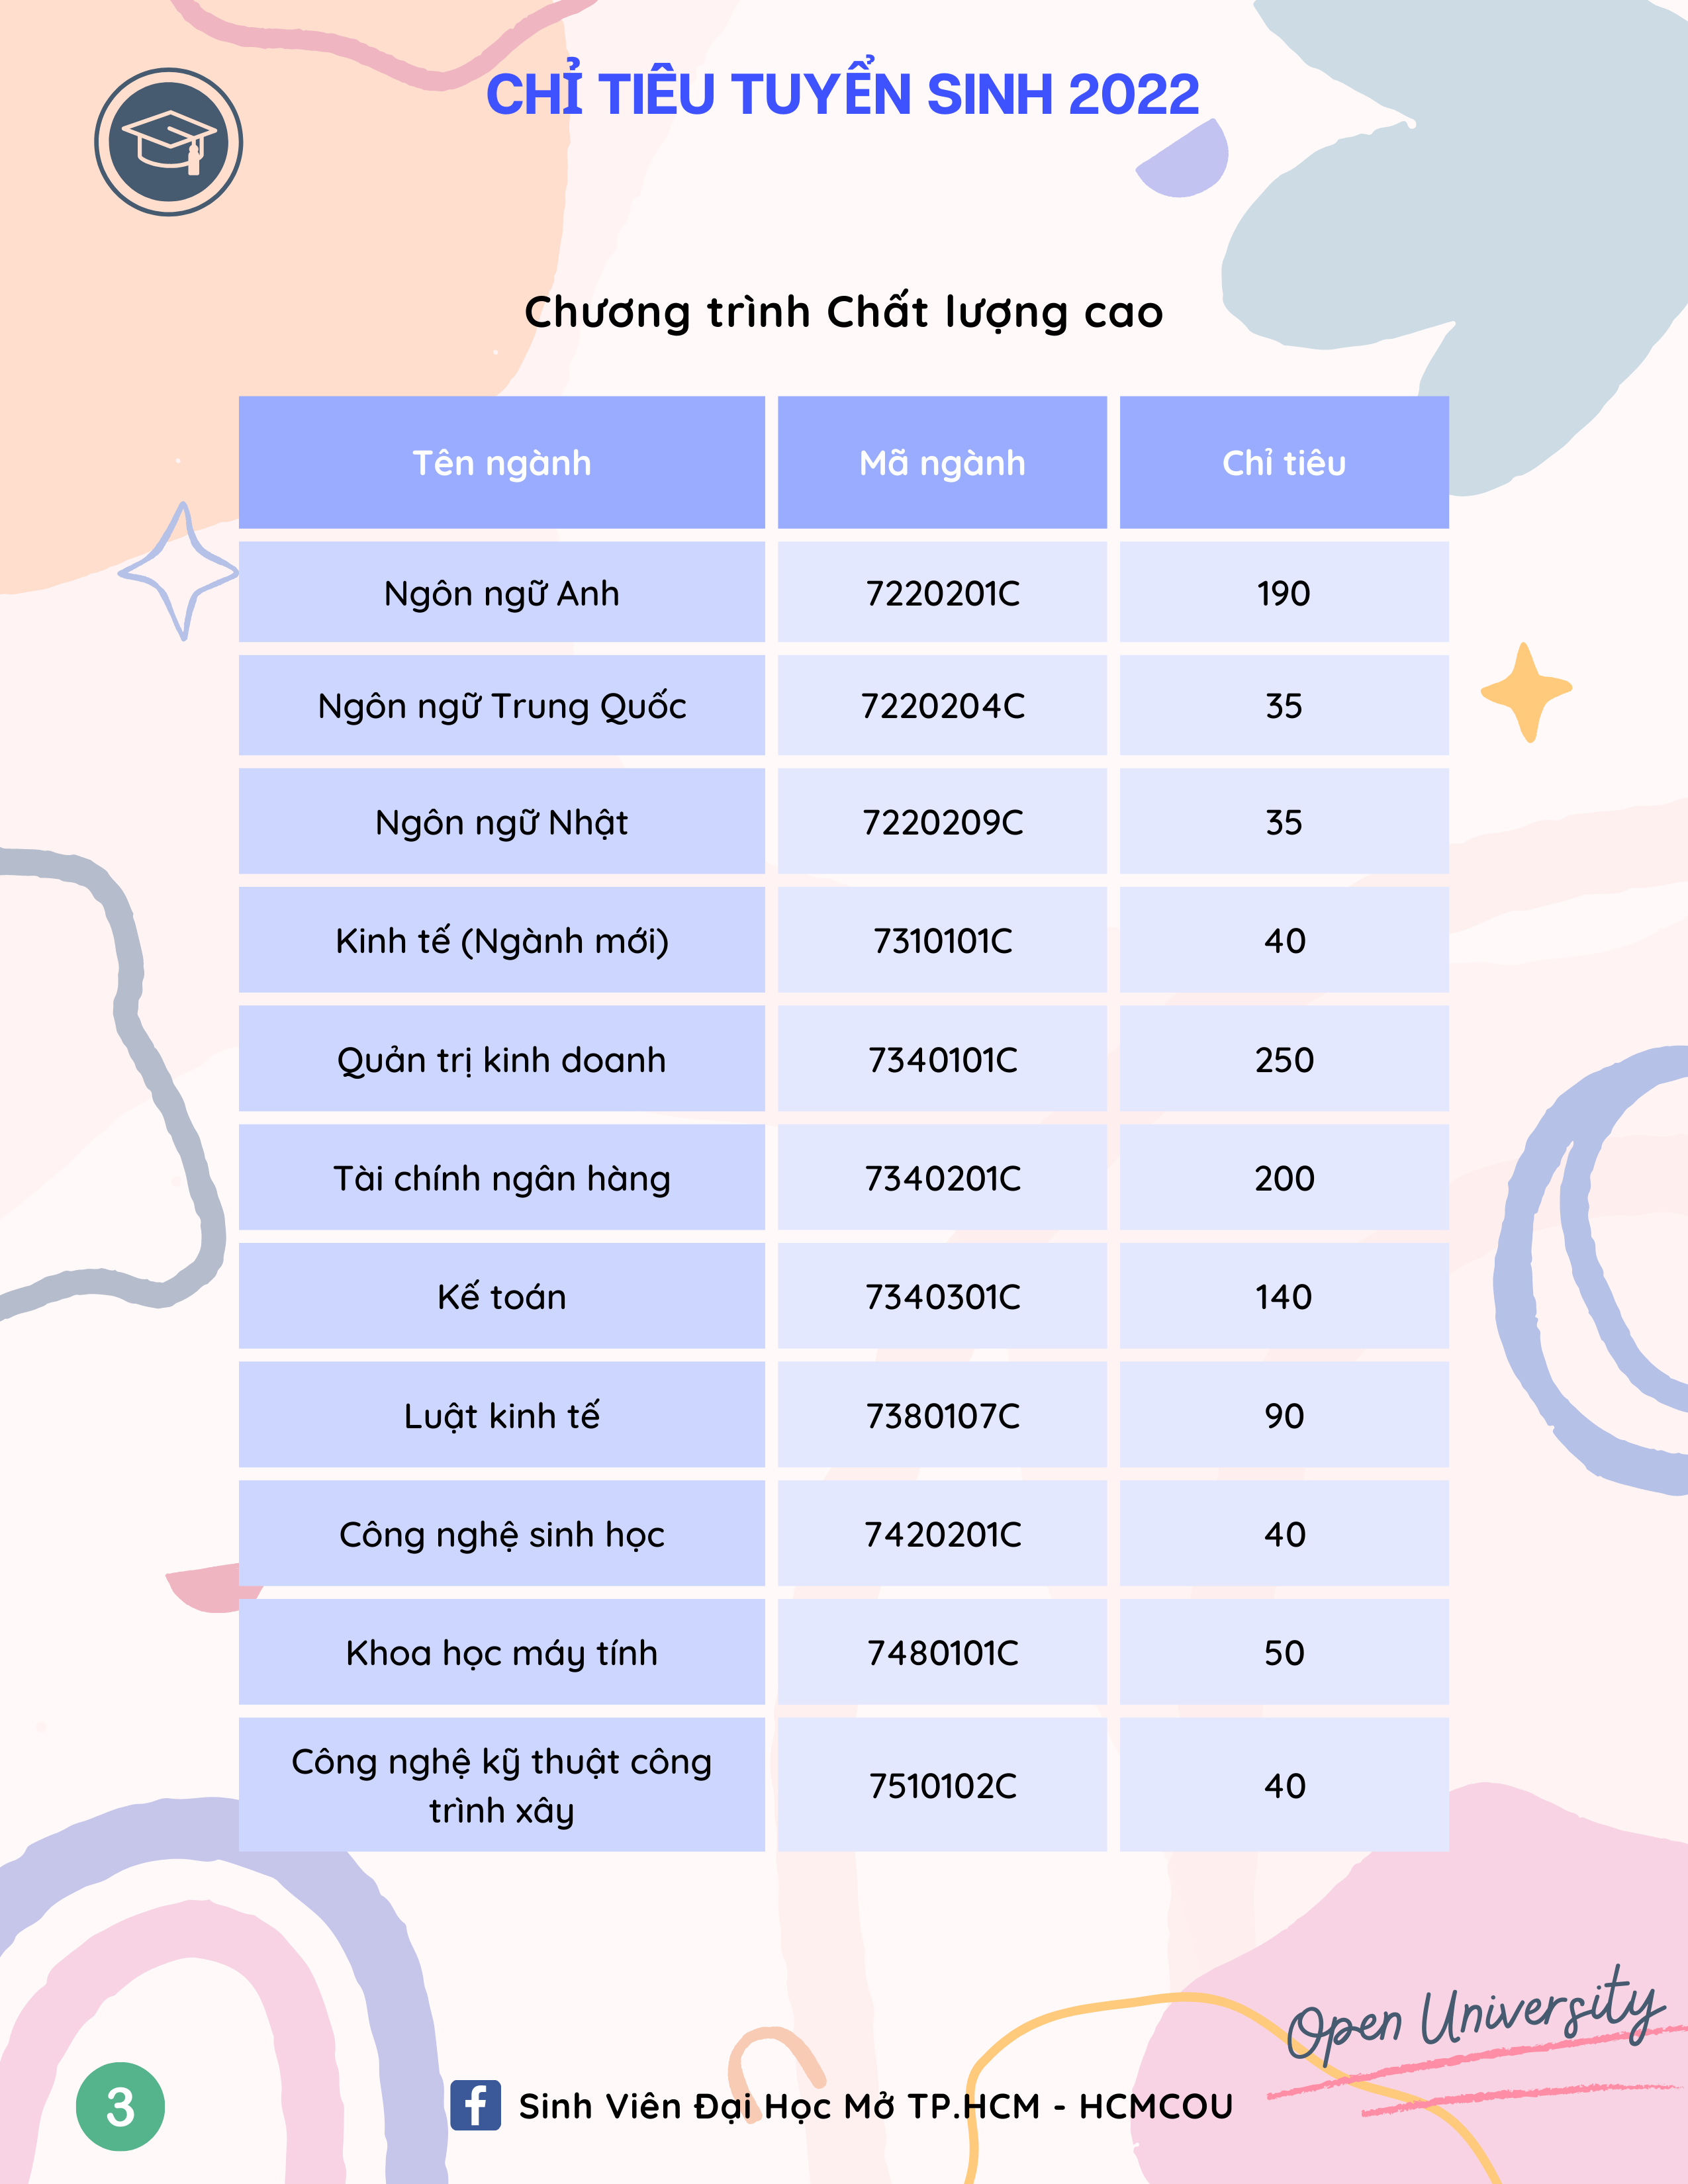 CHỈ TIÊU TUYỂN SINH 2022
Chương trình Chất lượng cao
Tên ngành Mã ngành Chỉ tiêu
Ngôn ngữ Anh 7220201C 190
Ngôn ngữ Trung Quốc 7220204C 35
Ngôn ngữ Nhật 7220209C 35
Kinh tế (Ngành mới) 7310101C 40
Quản trị kinh doanh 7340101C 250
Tài chính ngân hàng 7340201C 200
Kế toán 7340301C 140
Luật kinh tế 7380107C 90
Công nghệ sinh học 7420201C 40
Khoa học máy tính 7480101C 50
Công nghệ kỹ thuật công
trình xây 7510102C 40
Open University
3
Sinh Viên Đại Học Mở TP.HCM - HCMCOU